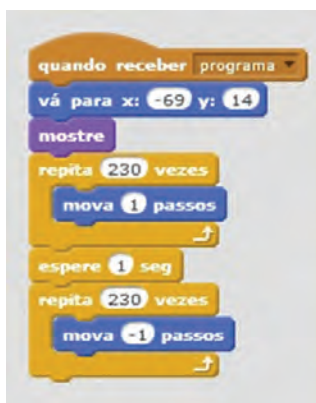 quando receber programa
vá para x: -69 y: 14
mostre
repita 230 vezes
mova 1 passos
espere 1 seg
repita 230 vezes
mova -1 passos